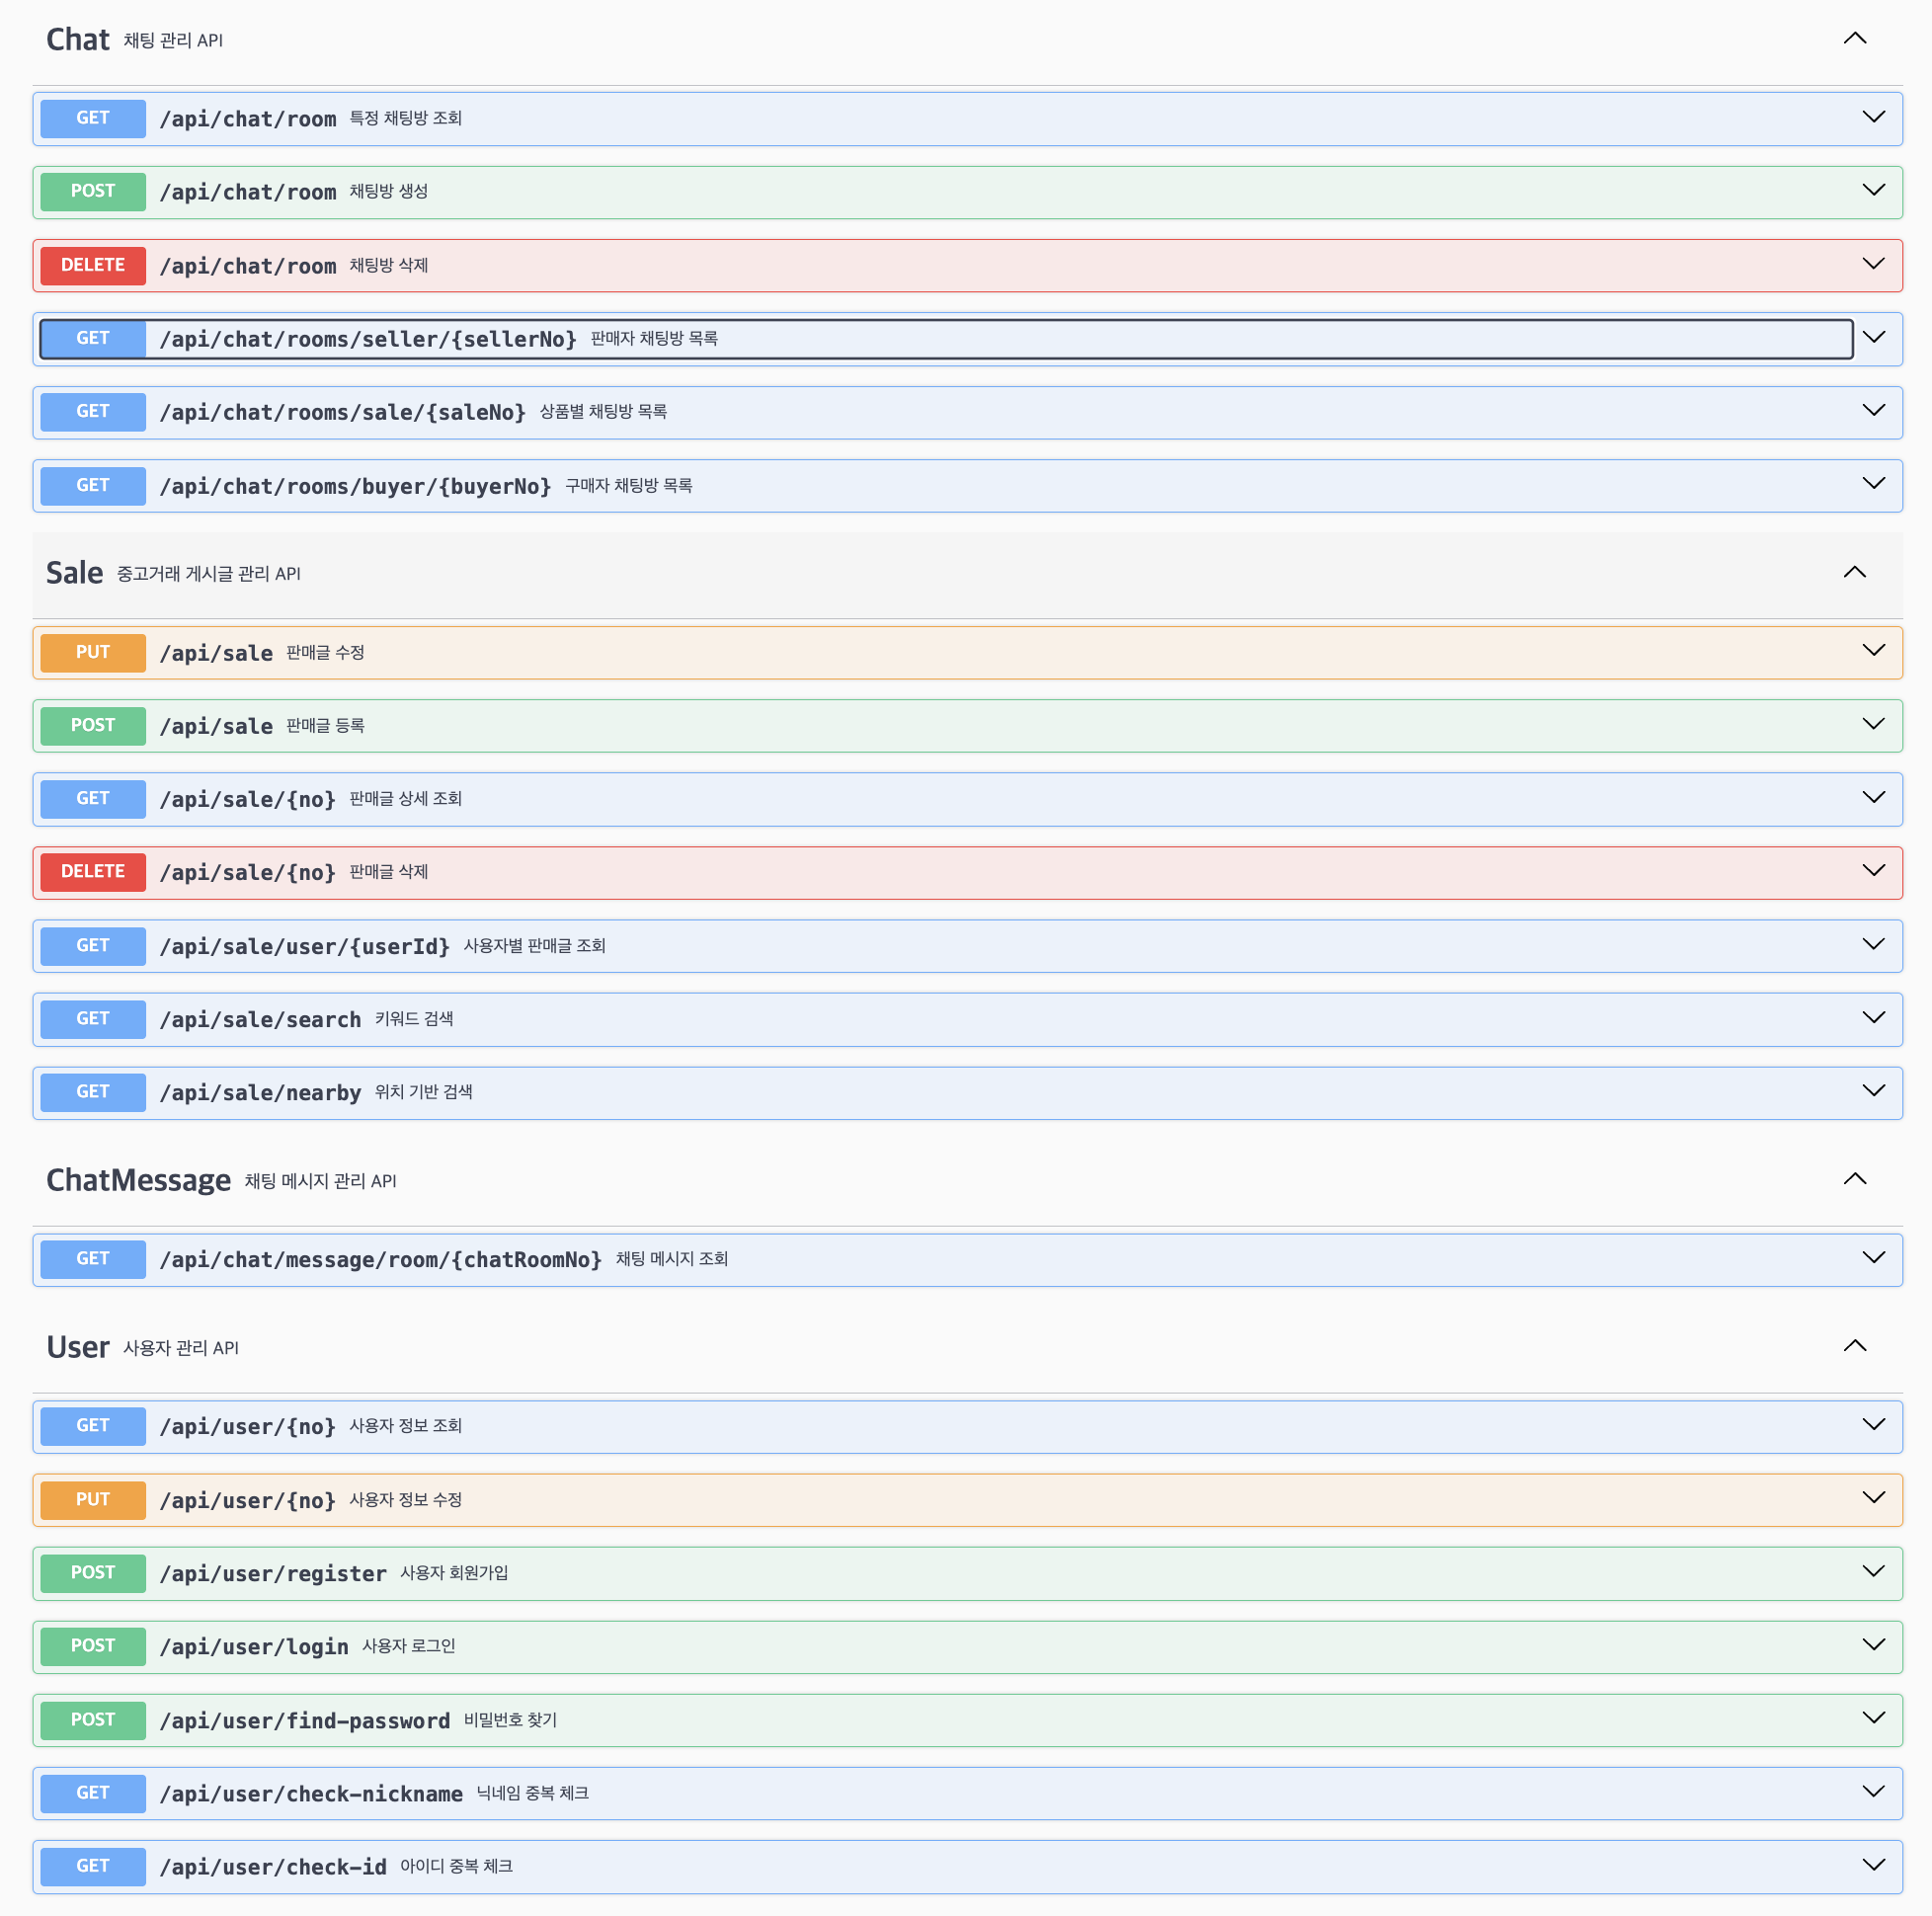 Chat 채팅 관리 API
GET /api/chat/room 특정 채팅방 조회
POST /api/chat/room 채팅방 생성
DELETE /api/chat/room 채팅방 삭제
GET /api/chat/rooms/seller/{sellerNo} 판매자 채팅방 목록
GET /api/chat/rooms/sale/{saleNo} 상품별 채팅방 목록
GET /api/chat/rooms/buyer/{buyerNo} 구매자 채팅방 목록
Sale 중고거래 게시글 관리 API
PUT /api/sale 판매글 수정
POST /api/sale 판매글 등록
GET /api/sale/{no} 판매글 상세 조회
DELETE /api/sale/{no} 판매글 삭제
GET /api/sale/user/{userId} 사용자별 판매글 조회
GET /api/sale/search 키워드 검색
GET /api/sale/nearby 위치 기반 검색
ChatMessage 채팅 메시지 관리 API
GET /api/chat/message/room/{chatRoomNo} 채팅 메시지 조회
User 사용자 관리 API
GET /api/user/{no} 사용자 정보 조회
PUT /api/user/{no} 사용자 정보 수정
POST /api/user/register 사용자 회원가입
POST /api/user/login 사용자 로그인
POST /api/user/find-password 비밀번호 찾기
GET /api/user/check-nickname 닉네임 중복 체크
GET /api/user/check-id 아이디 중복 체크